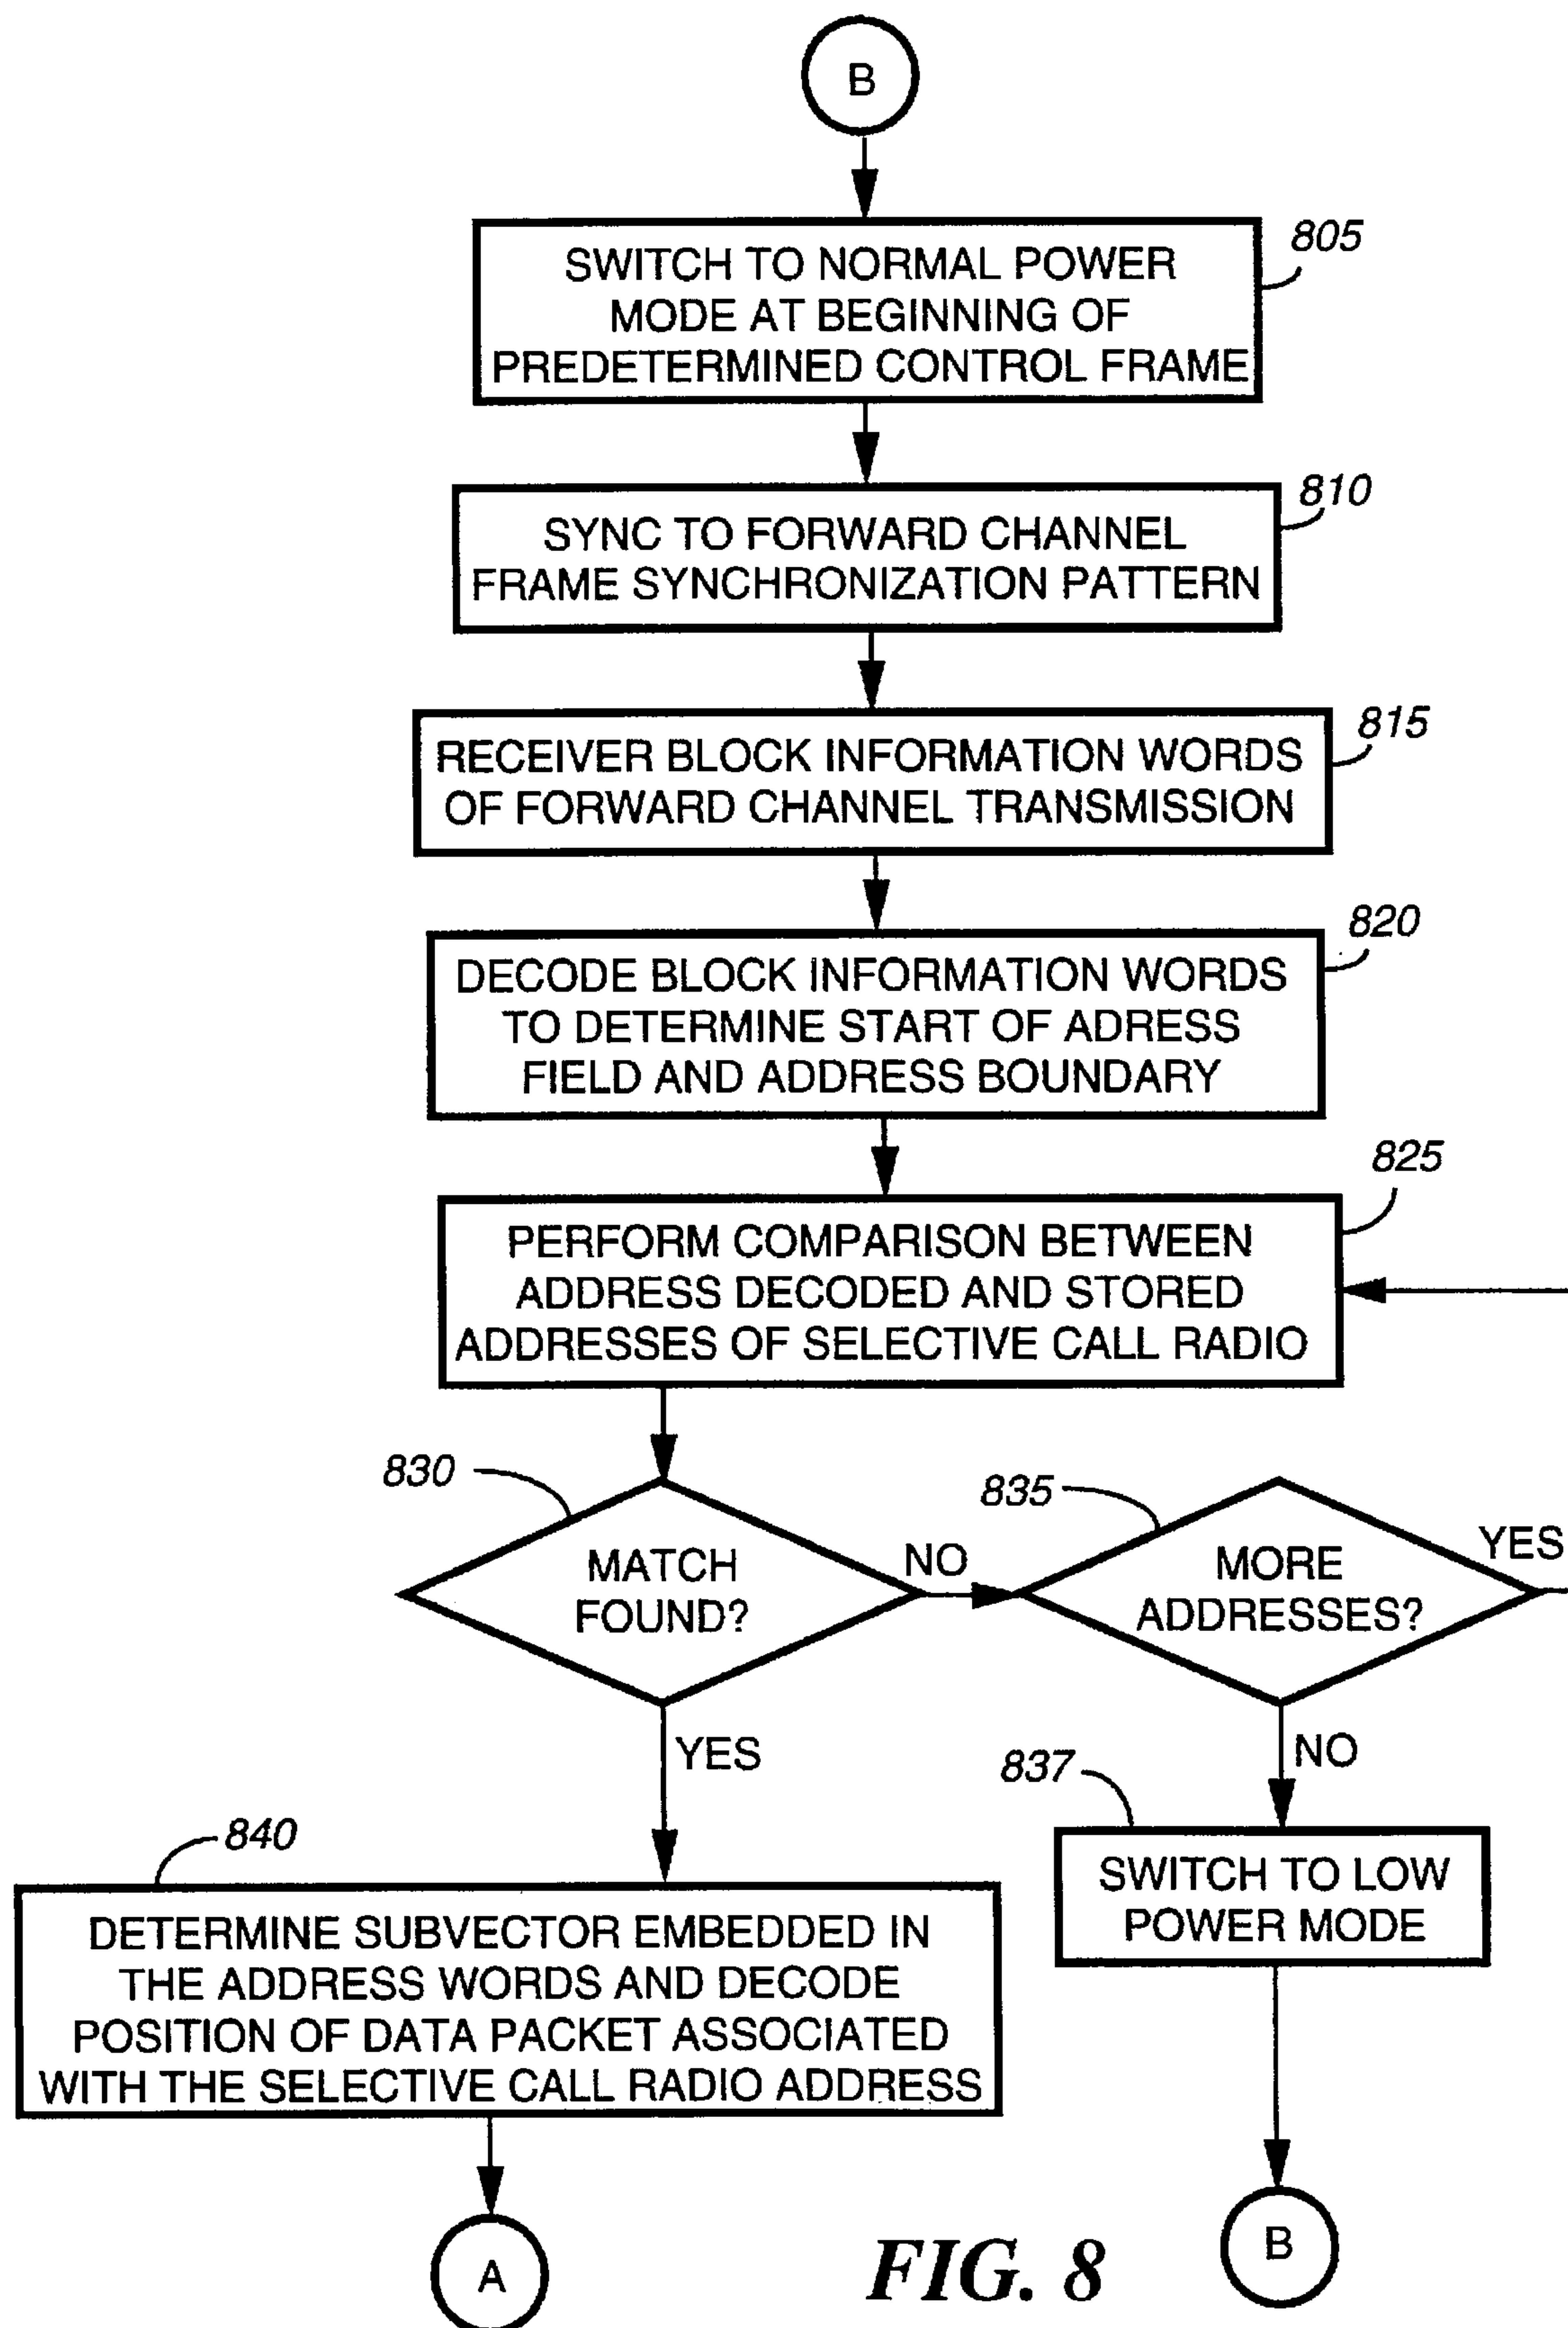 B
SWITCH TO NORMAL POWER
MODE AT BEGINNING OF
PREDETERMINED CONTROL FRAME
805
SYNC TO FORWARD CHANNEL
FRAME SYNCHRONIZATION PATTERN
810
RECEIVER BLOCK INFORMATION WORDS
OF FORWARD CHANNEL TRANSMISSION
815
DECODE BLOCK INFORMATION WORDS
TO DETERMINE START OF ADRESS
FIELD AND ADDRESS BOUNDARY
820
PERFORM COMPARISON BETWEEN
ADDRESS DECODED AND STORED
ADDRESSES OF SELECTIVE CALL RADIO
825
830
MATCH
FOUND?
NO
835
MORE
ADDRESSES?
YES
YES
NO
837
SWITCH TO LOW
POWER MODE
840
DETERMINE SUBVECTOR EMBEDDED IN
THE ADDRESS WORDS AND DECODE
POSITION OF DATA PACKET ASSOCIATED
WITH THE SELECTIVE CALL RADIO ADDRESS
A
FIG. 8
B